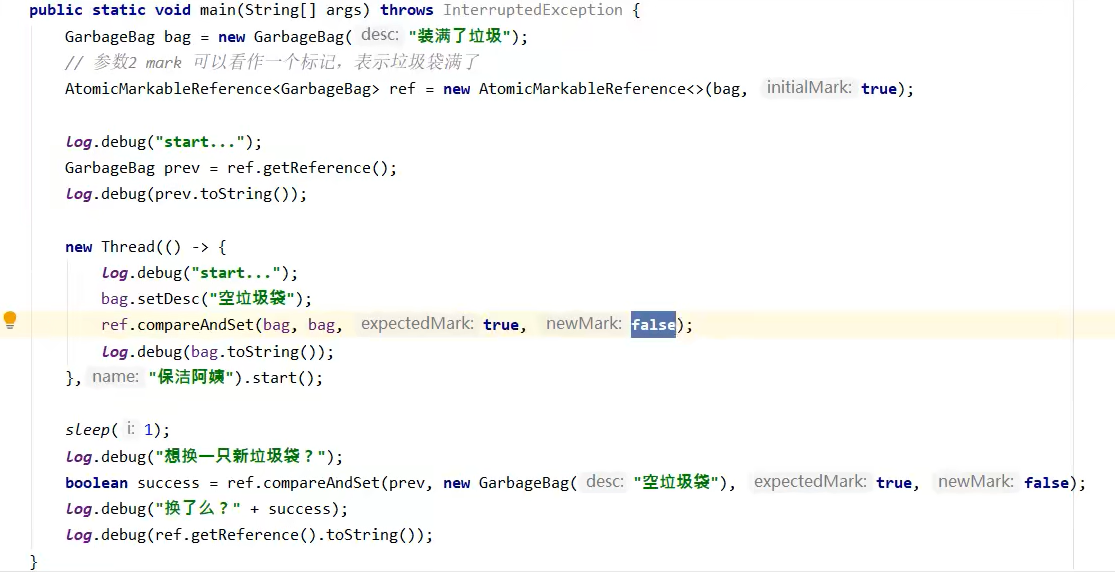 public static void main(String[] args) throws InterruptedException {
GarbageBag bag = new GarbageBag( desc: "装满了垃圾");
// 参数2 mark 可以看作一个标记，表示垃圾袋满了
AtomicMarkableReference<GarbageBag> ref = new AtomicMarkableReference<>(bag, initialMark: true);
log.debug("start...");
GarbageBag prev = ref.getReference();
log.debug(prev.toString());
new Thread(() -> {
log.debug("start...");
bag.setDesc("空垃圾袋");
ref.compareAndSet(bag, bag, expectedMark: true, newMark: false);
log.debug(bag.toString());
}, name: "保洁阿姨").start();
sleep( i: 1);
log.debug("想换一只新垃圾袋？");
boolean success = ref.compareAndSet(prev, new GarbageBag( desc: "空垃圾袋"), expectedMark: true, newMark: false);
log.debug("换了么？" + success);
log.debug(ref.getReference().toString());
}